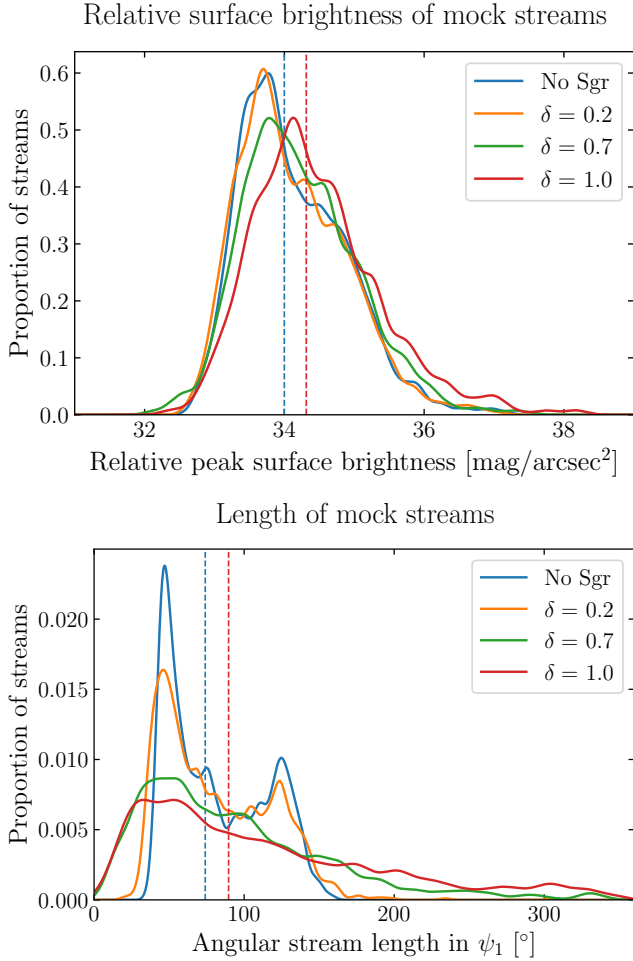 Relative surface brightness of mock streams
No Sgr
δ = 0.2
δ = 0.7
δ = 1.0
0.6
0.5
0.4
0.3
0.2
0.1
0.0
Proportion of streams
32 34 36 38
Relative peak surface brightness [mag/arcsec²]
Length of mock streams
No Sgr
δ = 0.2
δ = 0.7
δ = 1.0
0.020
0.015
0.010
0.005
0.000
Proportion of streams
0 100 200 300
Angular stream length in ψ₁ [°]